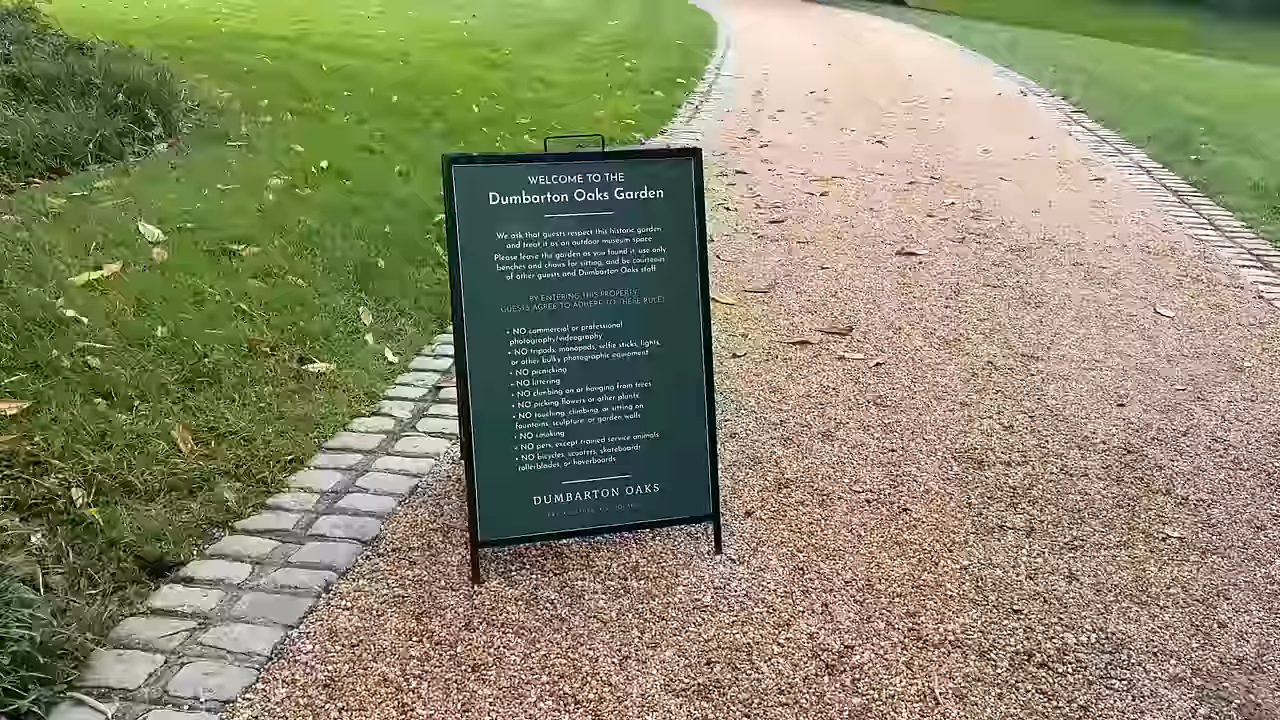 WELCOME TO THE
Dumbarton Oaks Garden
We ask that guests respect this historic garden
and treat it as an outdoor museum space.
Please leave the garden as you found it, use only
benches and chairs for sitting, and be courteous
of other guests and Dumbarton Oaks staff.
BY ENTERING THIS PROPERTY,
GUESTS AGREE TO ADHERE TO THESE RULES
• NO commercial or professional
photography/videography
• NO tripods, monopods, selfie sticks, lights,
or other bulky photographic equipment
• NO picnicking
• NO littering
• NO climbing on or hanging from trees
• NO picking flowers or other plants
• NO touching, climbing, or sitting on
fountains, sculpture, or garden walls
• NO smoking
• NO pets, except trained service animals
• NO bicycles, scooters, skateboards,
rollerblades, or hoverboards
DUMBARTON OAKS